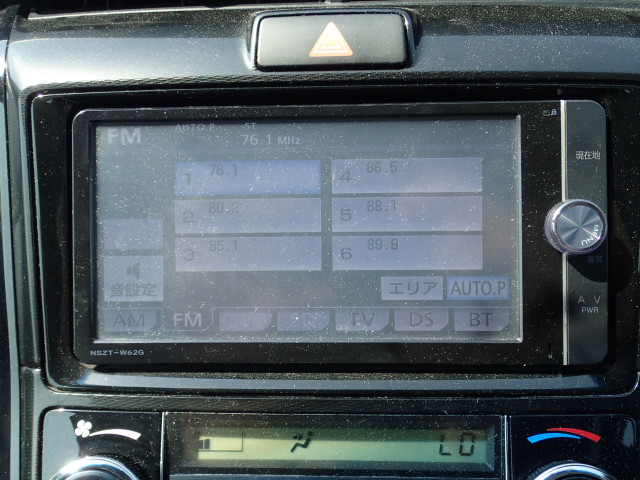 FM AUTO.P ST
76.1 MHz
現在地
1 76.1
4 86.5
2 80.2
5 88.1
3 85.1
6 89.9
MENU
音設定
エリア AUTO.P
AM FM TV DS BT
A V
PWR
NSZT-W62G
LO